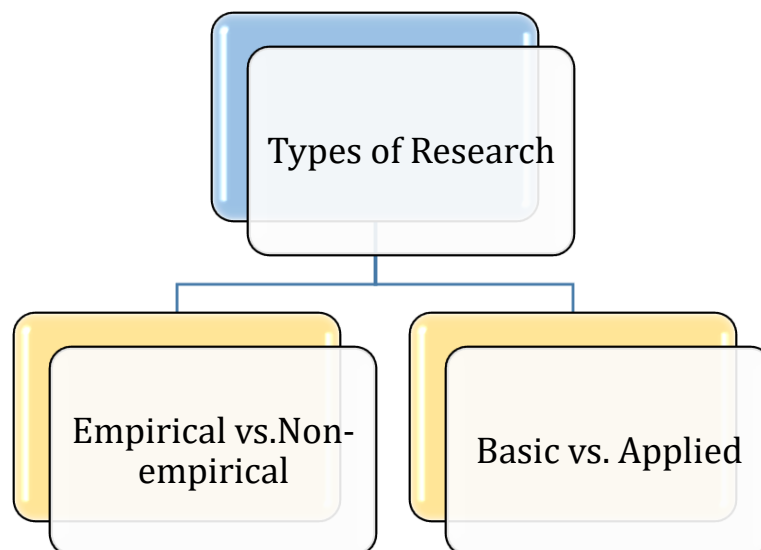 Types of Research
Empirical vs.Non-
empirical
Basic vs. Applied